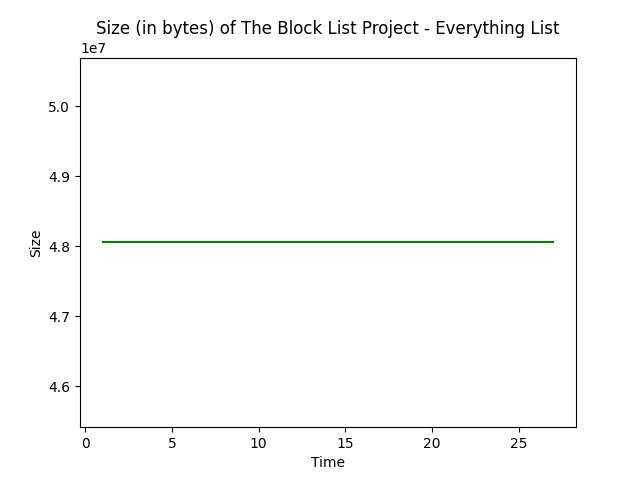 Size (in bytes) of The Block List Project - Everything List
1e7
5.0
4.9
4.8
4.7
4.6
Size
0 5 10 15 20 25
Time